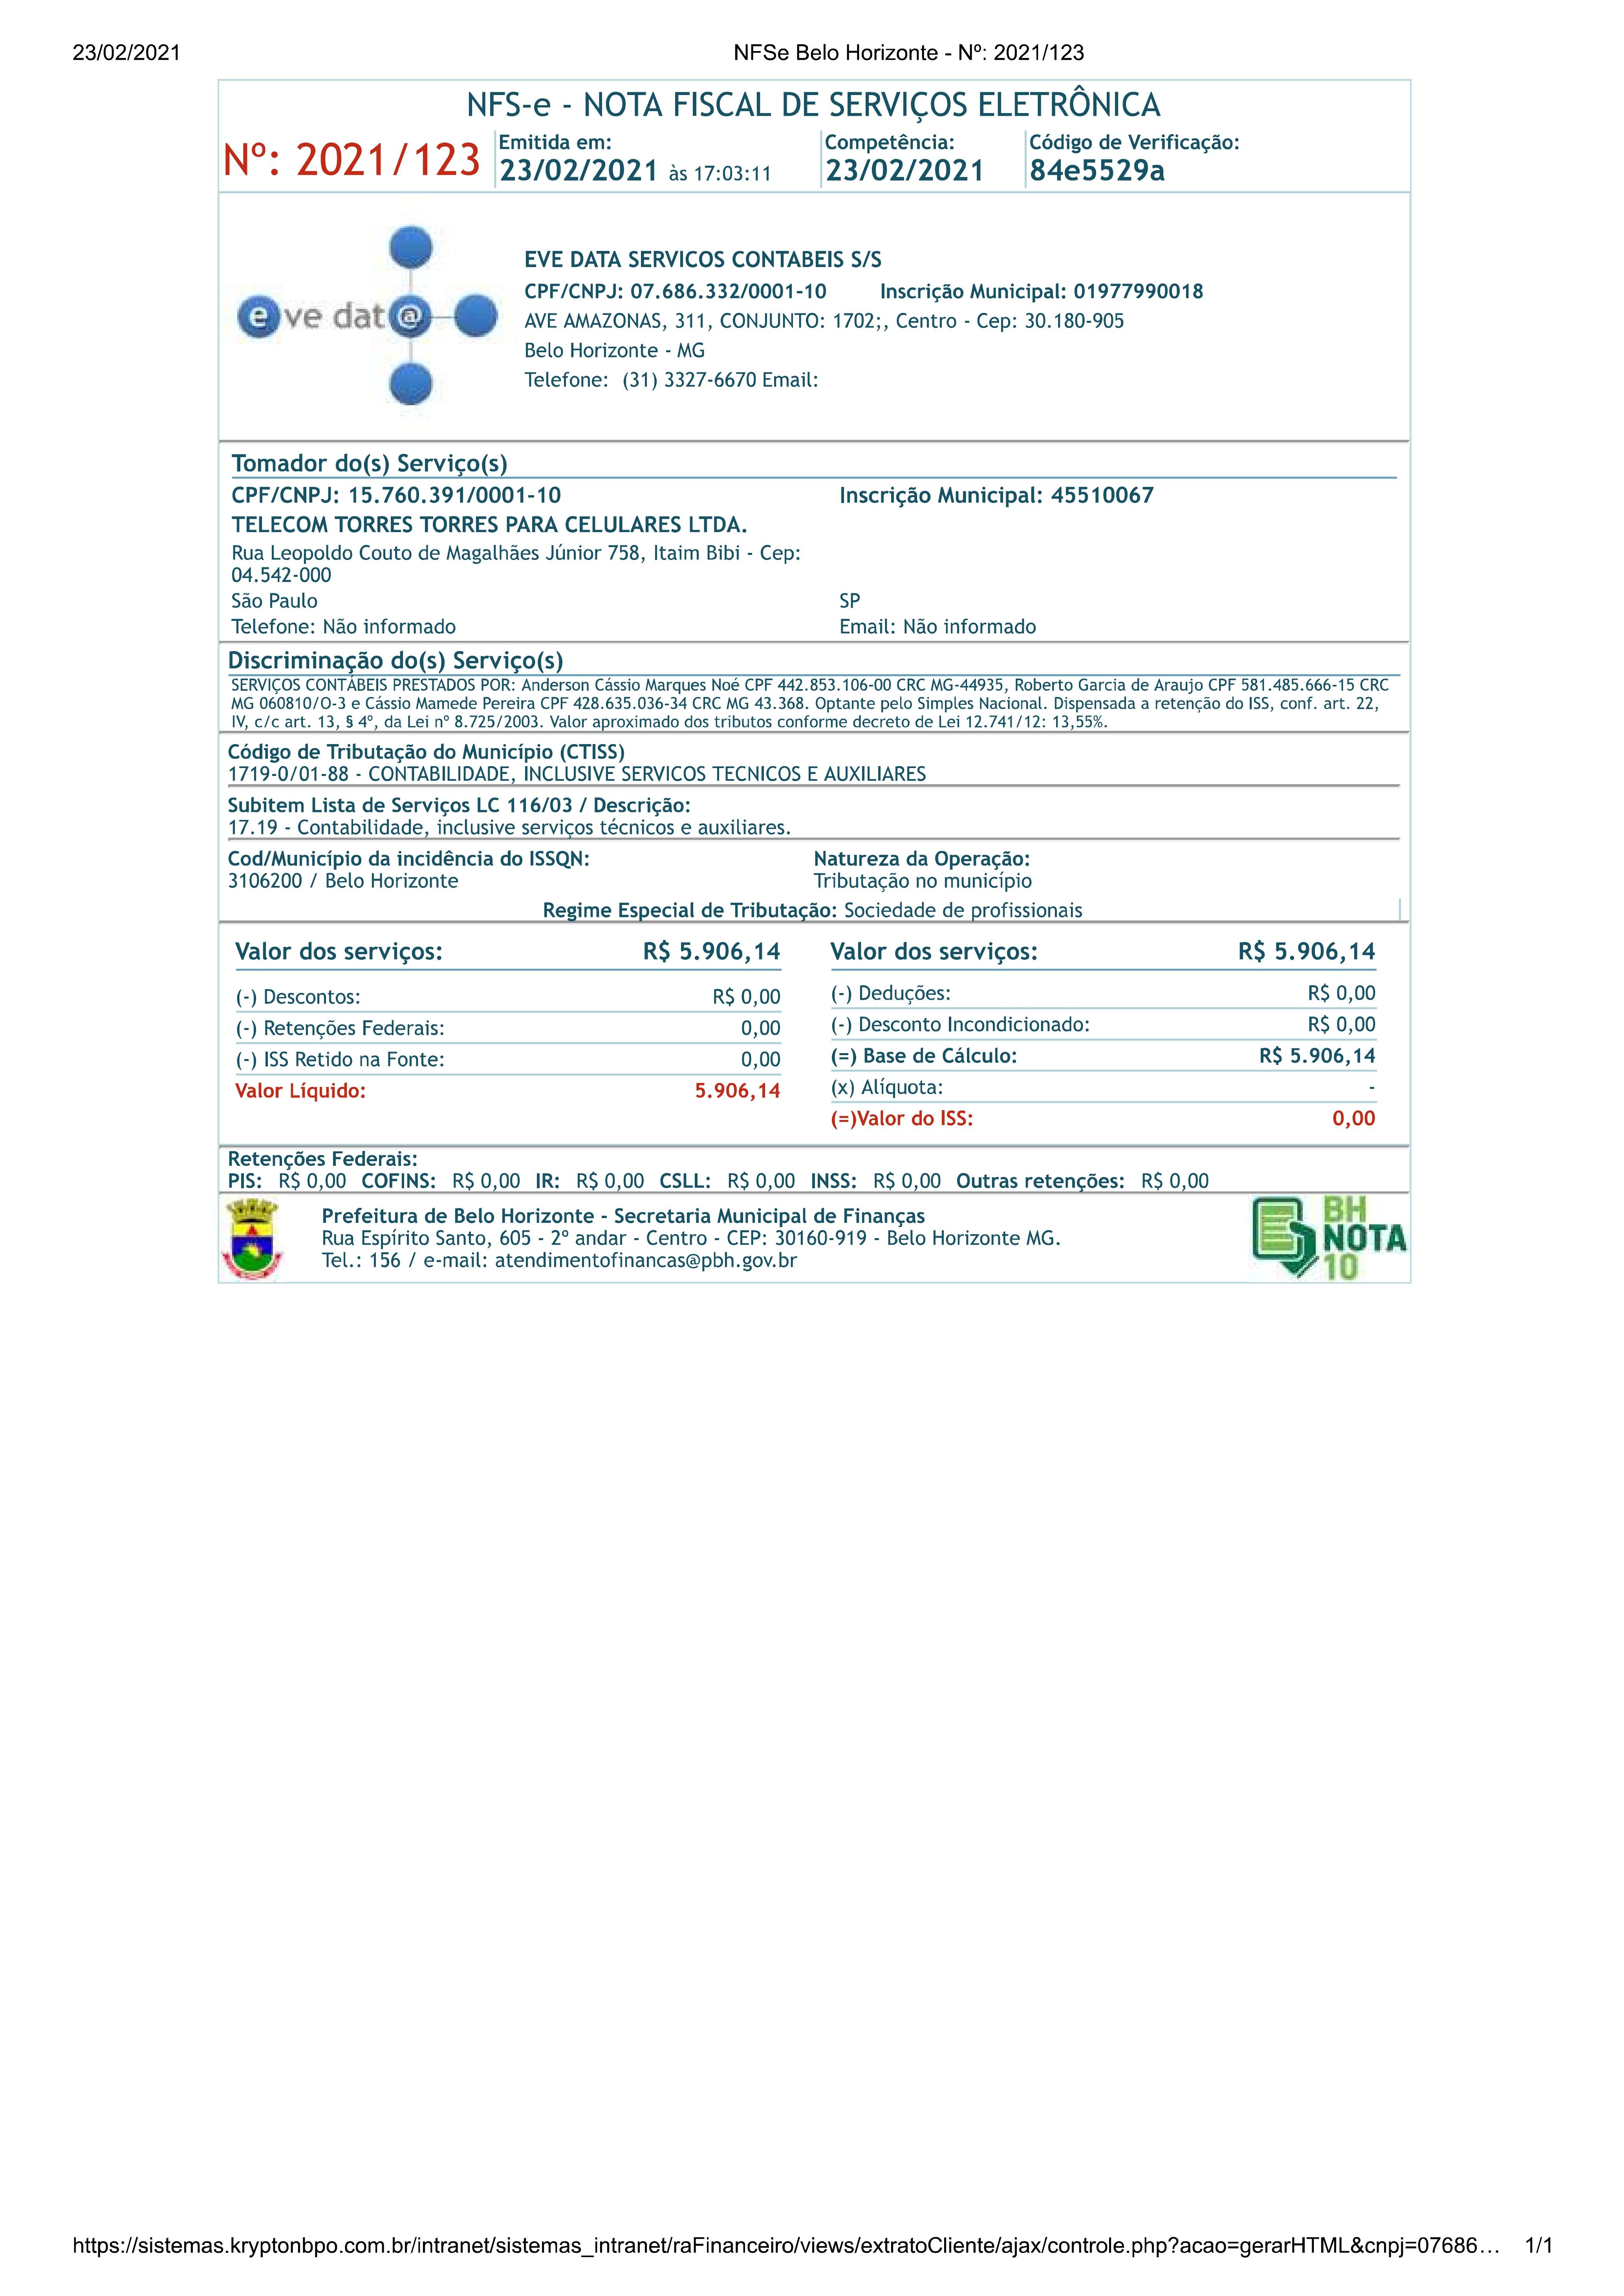 23/02/2021 NFSe Belo Horizonte - Nº: 2021/123
NFS-e - NOTA FISCAL DE SERVIÇOS ELETRÔNICA
Nº: 2021/123
Emitida em:
23/02/2021 às 17:03:11
Competência:
23/02/2021
Código de Verificação:
84e5529a
e ve dat@
EVE DATA SERVICOS CONTABEIS S/S
CPF/CNPJ: 07.686.332/0001-10 Inscrição Municipal: 01977990018
AVE AMAZONAS, 311, CONJUNTO: 1702;, Centro - Cep: 30.180-905
Belo Horizonte - MG
Telefone: (31) 3327-6670 Email:
Tomador do(s) Serviço(s)
CPF/CNPJ: 15.760.391/0001-10 Inscrição Municipal: 45510067
TELECOM TORRES TORRES PARA CELULARES LTDA.
Rua Leopoldo Couto de Magalhães Júnior 758, Itaim Bibi - Cep:
04.542-000
São Paulo SP
Telefone: Não informado Email: Não informado
Discriminação do(s) Serviço(s)
SERVIÇOS CONTÁBEIS PRESTADOS POR: Anderson Cássio Marques Noé CPF 442.853.106-00 CRC MG-44935, Roberto Garcia de Araujo CPF 581.485.666-15 CRC
MG 060810/O-3 e Cássio Mamede Pereira CPF 428.635.036-34 CRC MG 43.368. Optante pelo Simples Nacional. Dispensada a retenção do ISS, conf. art. 22,
IV, c/c art. 13, § 4º, da Lei nº 8.725/2003. Valor aproximado dos tributos conforme decreto de Lei 12.741/12: 13,55%.
Código de Tributação do Município (CTISS)
1719-0/01-88 - CONTABILIDADE, INCLUSIVE SERVICOS TECNICOS E AUXILIARES
Subitem Lista de Serviços LC 116/03 / Descrição:
17.19 - Contabilidade, inclusive serviços técnicos e auxiliares.
Cod/Município da incidência do ISSQN: Natureza da Operação:
3106200 / Belo Horizonte Tributação no município
Regime Especial de Tributação: Sociedade de profissionais
Valor dos serviços: R$ 5.906,14
(-) Descontos: R$ 0,00
(-) Retenções Federais: 0,00
(-) ISS Retido na Fonte: 0,00
Valor Líquido: 5.906,14
Valor dos serviços: R$ 5.906,14
(-) Deduções: R$ 0,00
(-) Desconto Incondicionado: R$ 0,00
(=) Base de Cálculo: R$ 5.906,14
(x) Alíquota: -
(=)Valor do ISS: 0,00
Retenções Federais:
PIS: R$ 0,00 COFINS: R$ 0,00 IR: R$ 0,00 CSLL: R$ 0,00 INSS: R$ 0,00 Outras retenções: R$ 0,00
Prefeitura de Belo Horizonte - Secretaria Municipal de Finanças
Rua Espírito Santo, 605 - 2º andar - Centro - CEP: 30160-919 - Belo Horizonte MG.
Tel.: 156 / e-mail: atendimentofinancas@pbh.gov.br
BH
NOTA
10
https://sistemas.kryptonbpo.com.br/intranet/sistemas_intranet/raFinanceiro/views/extratoCliente/ajax/controle.php?acao=gerarHTML&cnpj=07686… 1/1